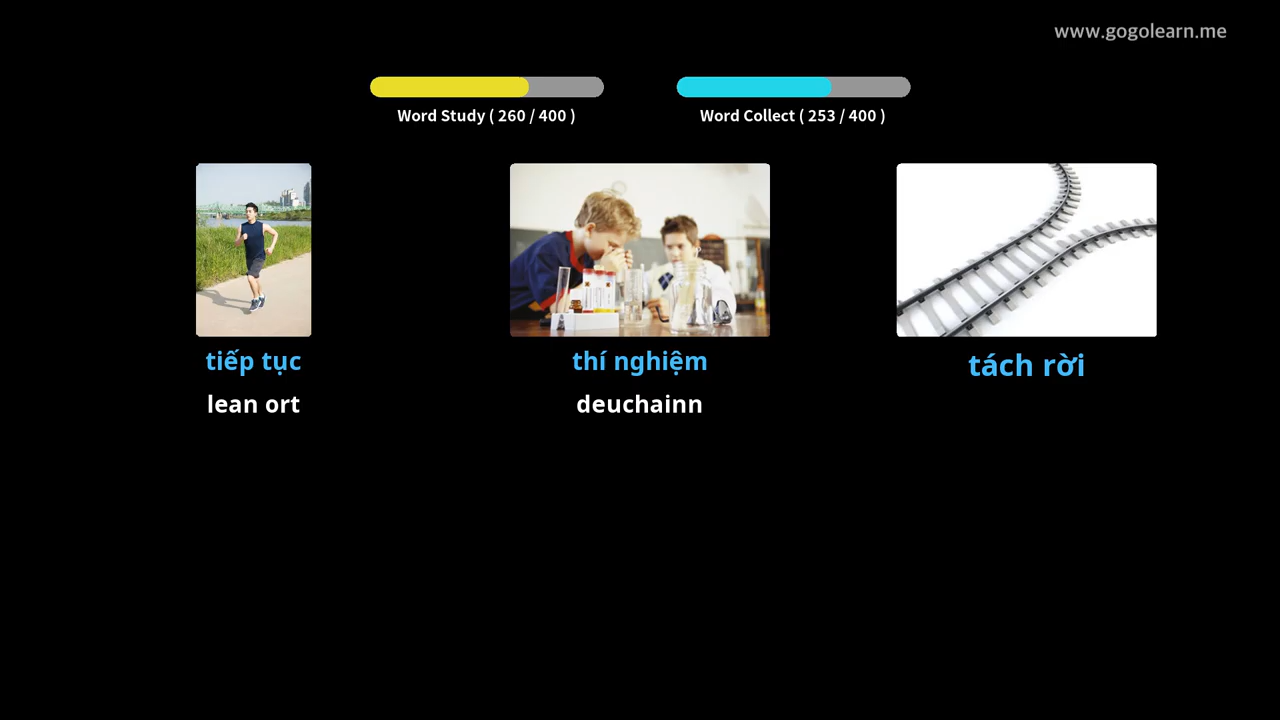 www.gogolearn.me
Word Study ( 260 / 400 )
Word Collect ( 253 / 400 )
tiếp tục
lean ort
thí nghiệm
deuchainn
tách rời